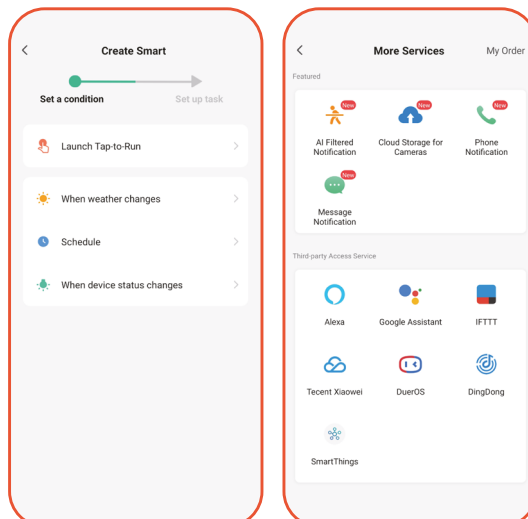 Create Smart
Set a condition
Set up task
Launch Tap-to-Run
When weather changes
Schedule
When device status changes
More Services
My Order
Featured
New
AI Filtered
Notification
New
Cloud Storage for
Cameras
New
Phone
Notification
New
Message
Notification
Third-party Access Service
Alexa
Google Assistant
IFTTT
Tecent Xiaowei
DuerOS
DingDong
SmartThings